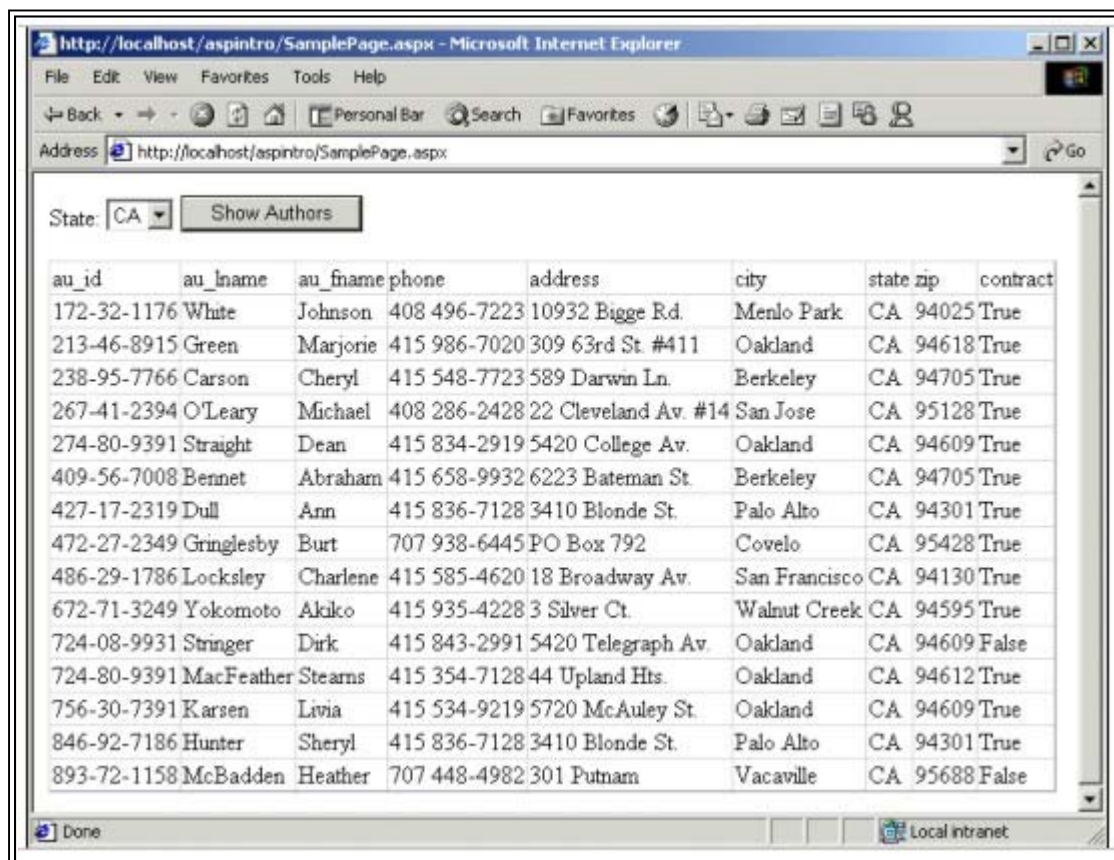 http://localhost/aspintro/SamplePage.aspx - Microsoft Internet Explorer
File Edit View Favorites Tools Help
Back Personal Bar Search Favorites
Address http://localhost/aspintro/SamplePage.aspx Go
State: CA Show Authors
au_id au_lname au_fname phone address city state zip contract
172-32-1176 White Johnson 408 496-7223 10932 Bigge Rd. Menlo Park CA 94025 True
213-46-8915 Green Marjorie 415 986-7020 309 63rd St. #411 Oakland CA 94618 True
238-95-7766 Carson Cheryl 415 548-7723 589 Darwin Ln. Berkeley CA 94705 True
267-41-2394 O'Leary Michael 408 286-2428 22 Cleveland Av. #14 San Jose CA 95128 True
274-80-9391 Straight Dean 415 834-2919 5420 College Av. Oakland CA 94609 True
409-56-7008 Bennet Abraham 415 658-9932 6223 Bateman St. Berkeley CA 94705 True
427-17-2319 Dull Ann 415 836-7128 3410 Blonde St. Palo Alto CA 94301 True
472-27-2349 Gringlesby Burt 707 938-6445 PO Box 792 Covelo CA 95428 True
486-29-1786 Locksley Charlene 415 585-4620 18 Broadway Av. San Francisco CA 94130 True
672-71-3249 Yokomoto Akiko 415 935-4228 3 Silver Ct. Walnut Creek CA 94595 True
724-08-9931 Stringer Dirk 415 843-2991 5420 Telegraph Av. Oakland CA 94609 False
724-80-9391 MacFeather Stearns 415 354-7128 44 Upland Hts. Oakland CA 94612 True
756-30-7391 Karsen Livia 415 534-9219 5720 McAuley St. Oakland CA 94609 True
846-92-7186 Hunter Sheryl 415 836-7128 3410 Blonde St. Palo Alto CA 94301 True
893-72-1158 McBadden Heather 707 448-4982 301 Putnam Vacaville CA 95688 False
Done Local intranet